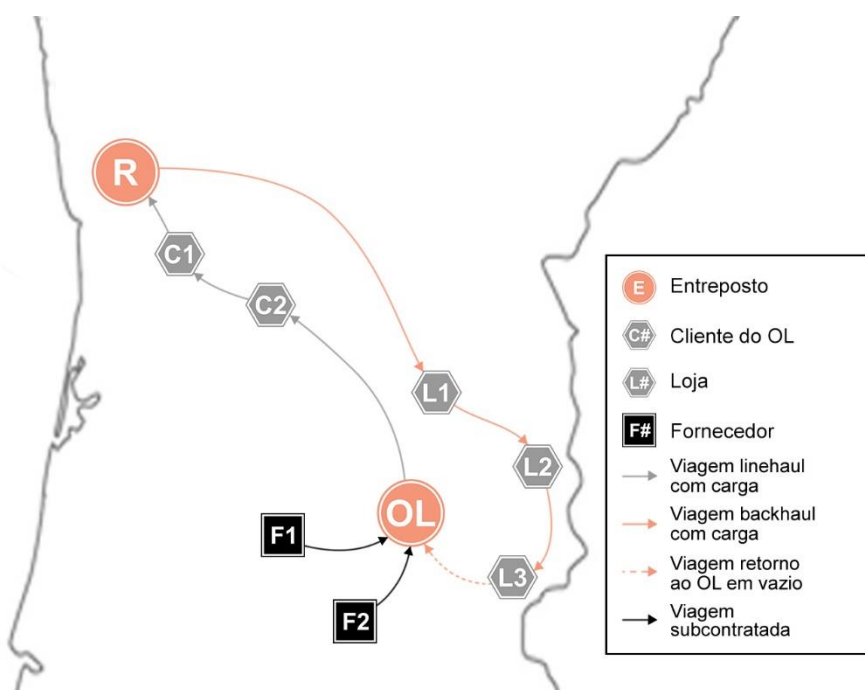 R
C1
C2
L1
L2
OL
F1
L3
F2
E Entreposto
C# Cliente do OL
L# Loja
F# Fornecedor
Viagem linehaul
com carga
Viagem backhaul
com carga
Viagem retorno
ao OL em vazio
Viagem
subcontratada